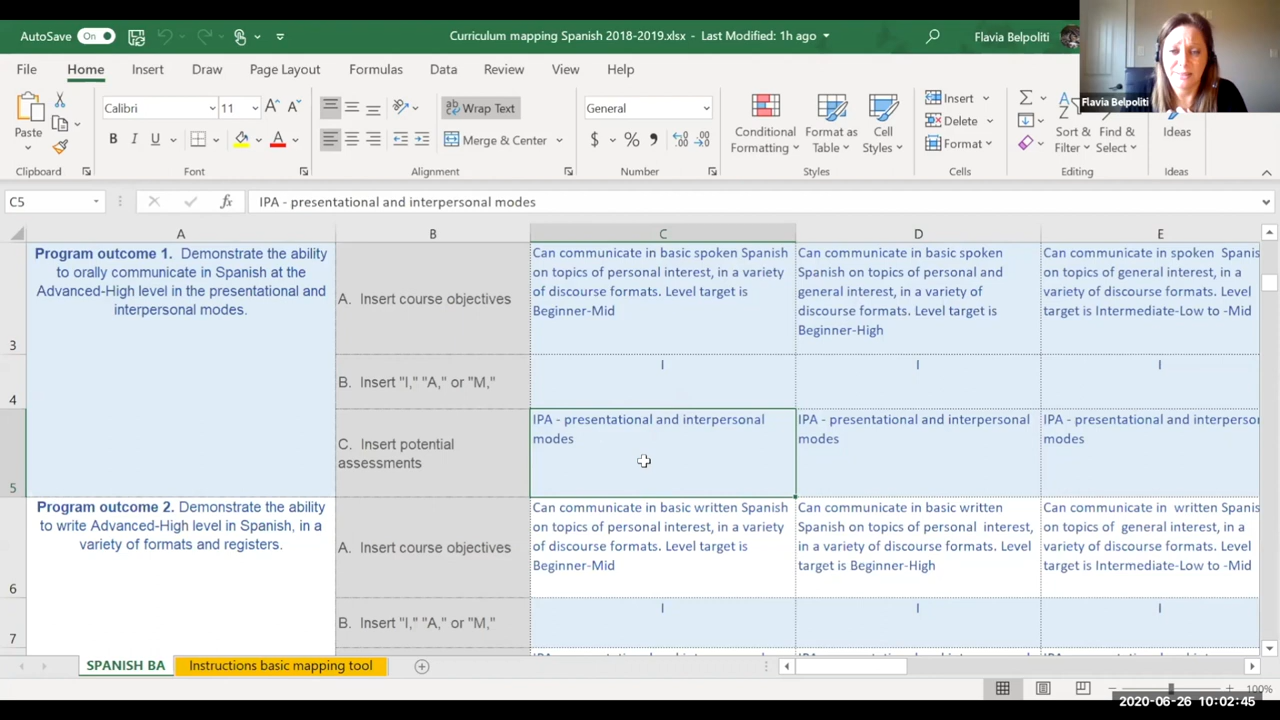 AutoSave On
Curriculum mapping Spanish 2018-2019.xlsx - Last Modified: 1h ago
Flavia Belpoliti
Flavia Belpoliti
File Home Insert Draw Page Layout Formulas Data Review View Help
Paste
Calibri 11
B I U
Wrap Text
Merge & Center
General
$ % ,
Conditional
Formatting
Format as
Table
Cell
Styles
Insert
Delete
Format
Sort &
Filter
Find &
Select
Ideas
Clipboard Font Alignment Number Styles Cells Editing Ideas
C5 fx IPA - presentational and interpersonal modes
A B C D E
3
Program outcome 1. Demonstrate the ability
to orally communicate in Spanish at the
Advanced-High level in the presentational and
interpersonal modes.
A. Insert course objectives
Can communicate in basic spoken Spanish
on topics of personal interest, in a variety
of discourse formats. Level target is
Beginner-Mid
Can communicate in basic spoken
Spanish on topics of personal and
general interest, in a variety of
discourse formats. Level target is
Beginner-High
Can communicate in spoken Spanis
on topics of general interest, in a
variety of discourse formats. Level
target is Intermediate-Low to -Mid
4
B. Insert "I," "A," or "M,"
I I I
5
C. Insert potential
assessments
IPA - presentational and interpersonal
modes
IPA - presentational and interpersonal
modes
IPA - presentational and interperson
modes
6
Program outcome 2. Demonstrate the ability
to write Advanced-High level in Spanish, in a
variety of formats and registers.
A. Insert course objectives
Can communicate in basic written Spanish
on topics of personal interest, in a variety
of discourse formats. Level target is
Beginner-Mid
Can communicate in basic written
Spanish on topics of personal interest,
in a variety of discourse formats. Level
target is Beginner-High
Can communicate in written Spanis
on topics of general interest, in a
variety of discourse formats. Level
target is Intermediate-Low to -Mid
7
B. Insert "I," "A," or "M,"
I I I
SPANISH BA Instructions basic mapping tool
100%
2020-06-26 10:02:45